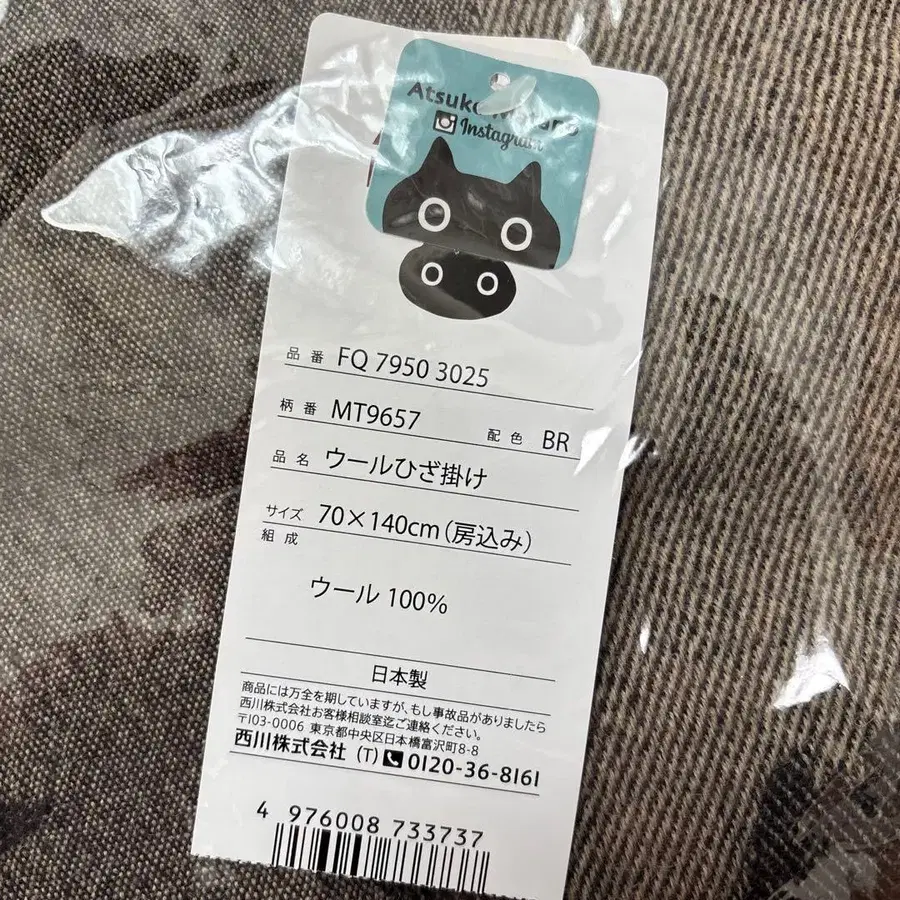 Atsuko
Instagram
品番 FQ 7950 3025
柄番 MT9657 配色 BR
品名 ウールひざ掛け
サイズ 70×140cm(房込み)
組成
ウール 100%
日本製
商品には万全を期していますが、もし事故品がありましたら
西川株式会社お客様相談室迄ご連絡ください。
〒103-0006 東京都中央区日本橋富沢町8-8
西川株式会社 (T) 0120-36-8161
4 976008 733737